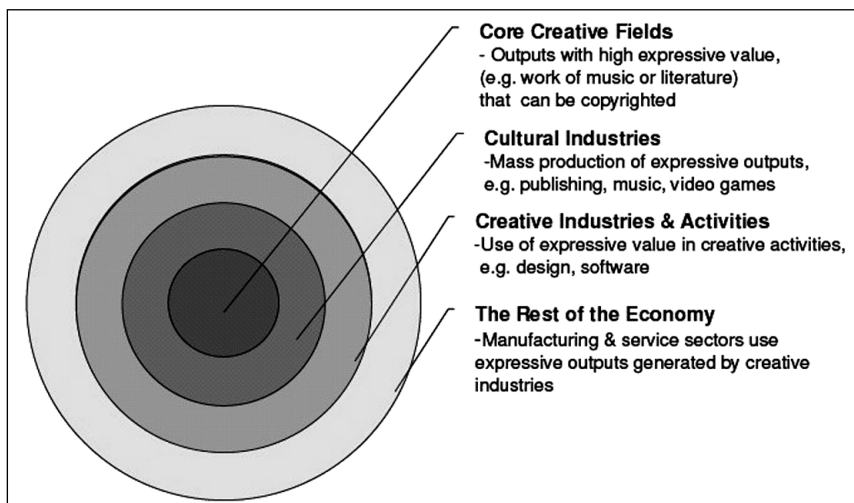 Core Creative Fields
- Outputs with high expressive value,
(e.g. work of music or literature)
that can be copyrighted
Cultural Industries
-Mass production of expressive outputs,
e.g. publishing, music, video games
Creative Industries & Activities
-Use of expressive value in creative activities,
e.g. design, software
The Rest of the Economy
-Manufacturing & service sectors use
expressive outputs generated by creative
industries